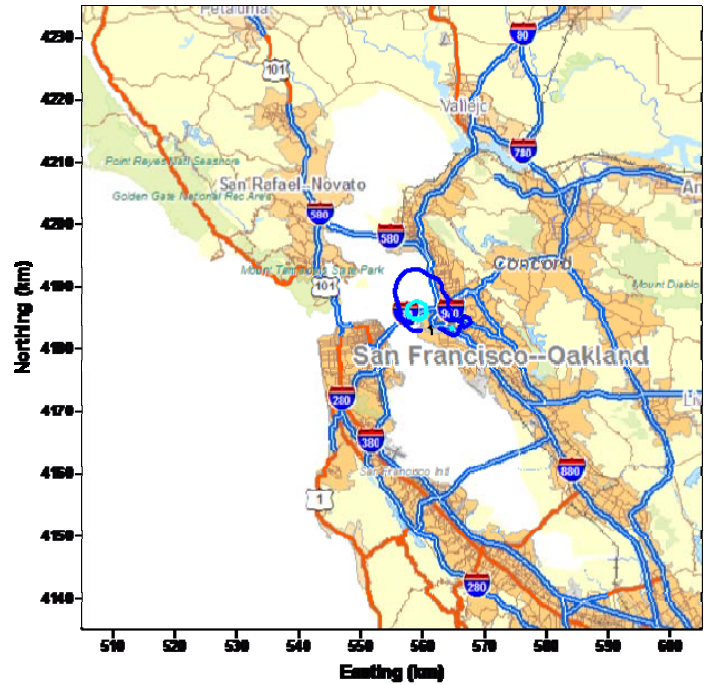 Petaluma
4230
80
101
4220
Vallejo
4210
780
Point Reyes Natl Seashore
San Rafael--Novato
Golden Gate National Rec Area
4200
580
580
Concord
Mount Tamalpais State Park
4190
101
Mount Diablo
1
4180
San Francisco--Oakland
280
4170
380
880
4160
San Francisco Intl
1
4150
280
4140
510 520 530 540 550 560 570 580 590 600
Easting (km)
Northing (km)